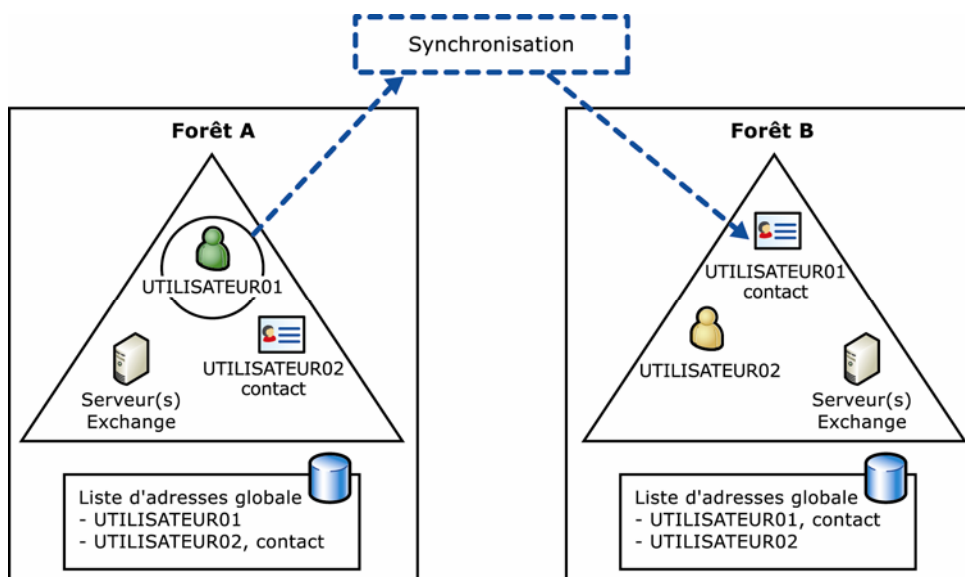 Synchronisation
Forêt A
UTILISATEUR01
UTILISATEUR02
contact
Serveur(s)
Exchange
Liste d'adresses globale
- UTILISATEUR01
- UTILISATEUR02, contact
Forêt B
UTILISATEUR01
contact
UTILISATEUR02
Serveur(s)
Exchange
Liste d'adresses globale
- UTILISATEUR01, contact
- UTILISATEUR02